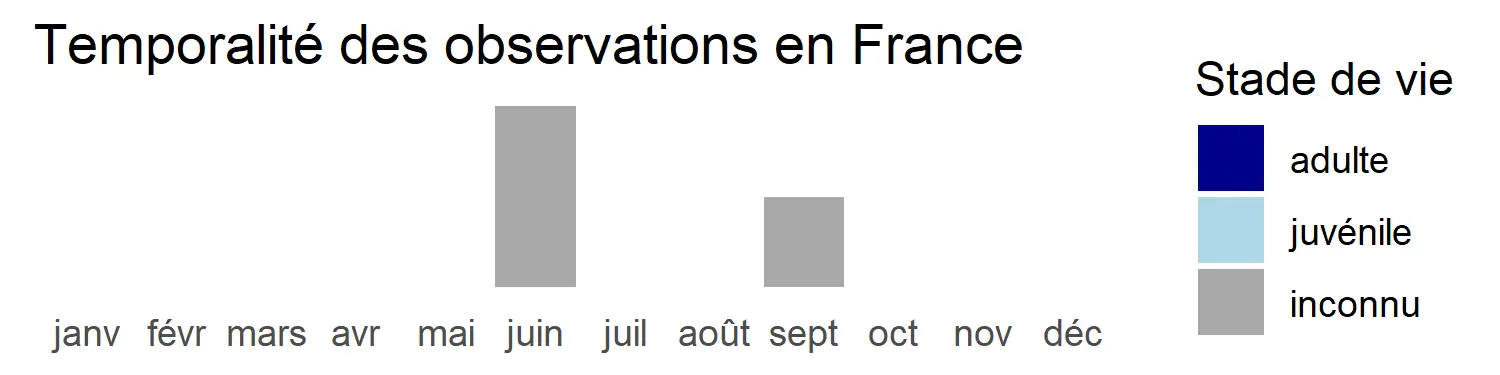 Temporalité des observations en France
janv févr mars avr mai juin juil août sept oct nov déc
Stade de vie
adulte
juvénile
inconnu